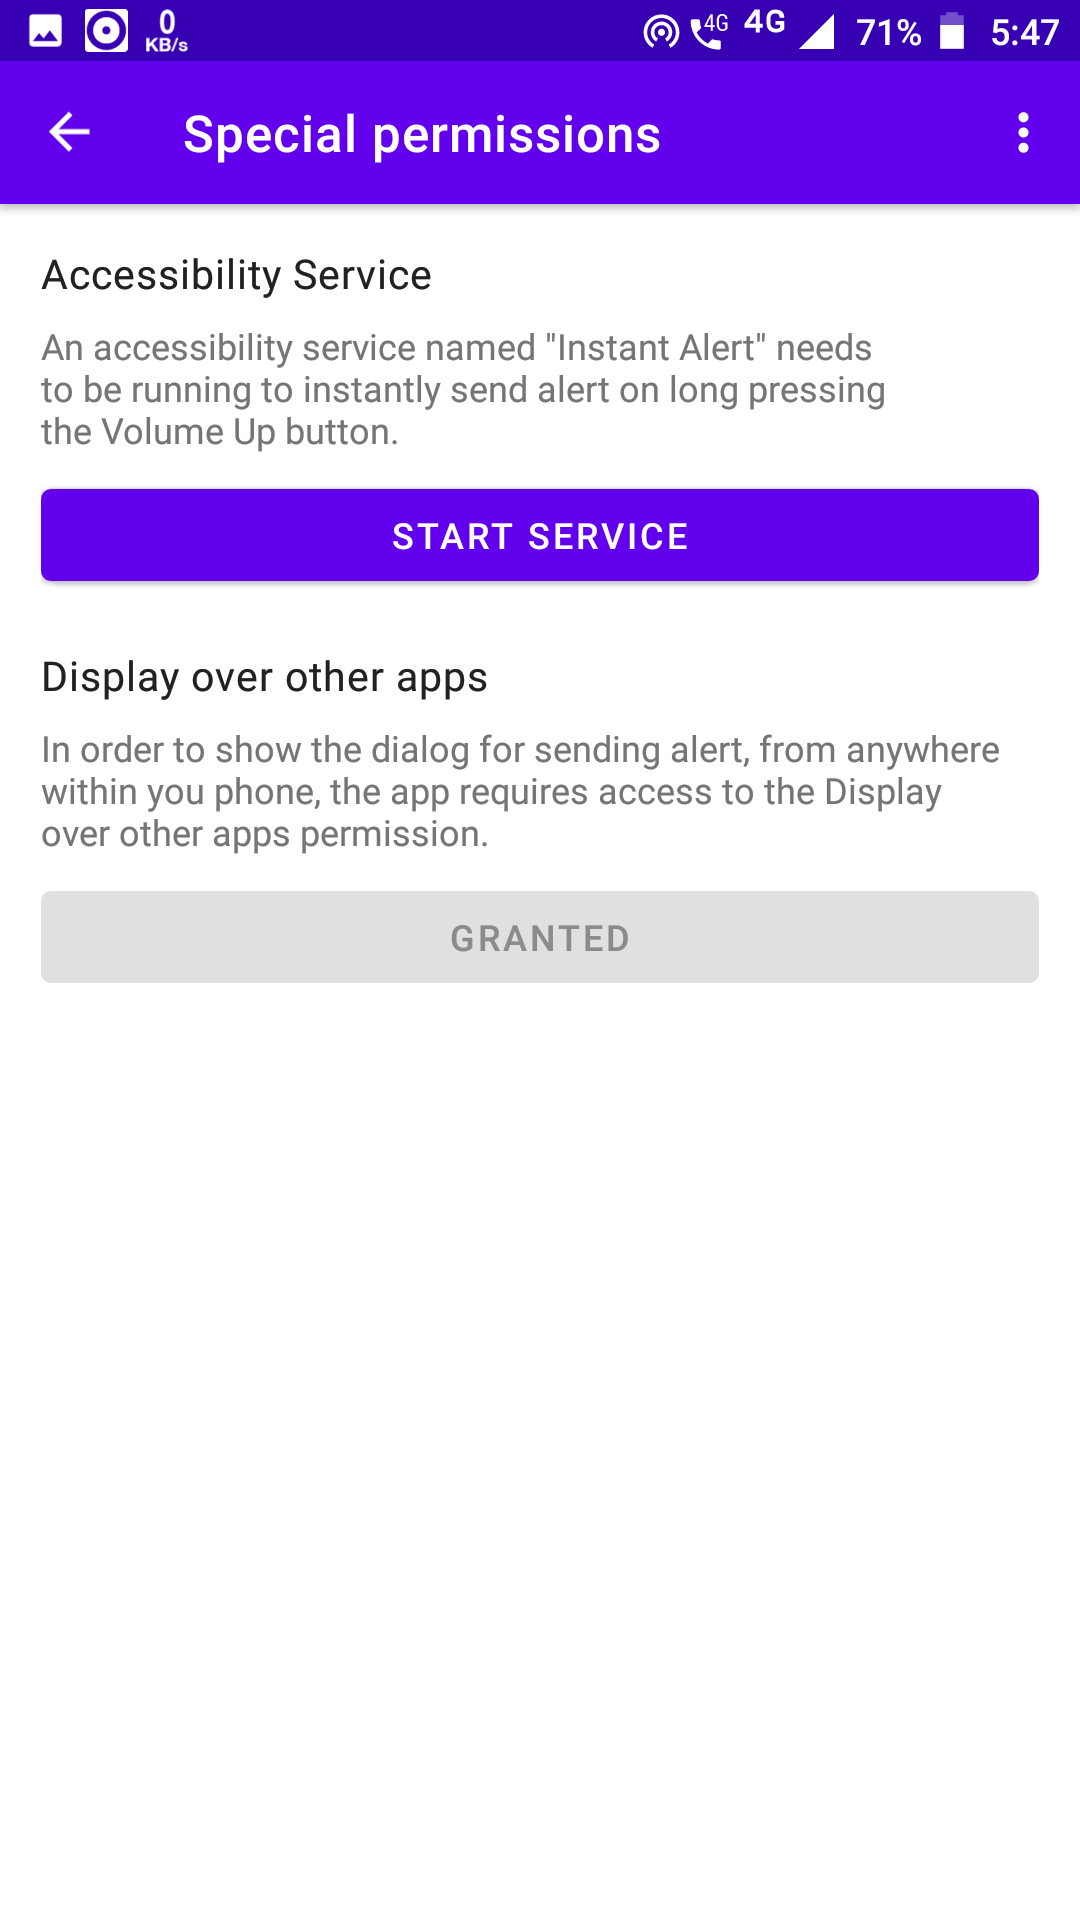 0
KB/s
4G
4G
71%
5:47
Special permissions
Accessibility Service
An accessibility service named "Instant Alert" needs
to be running to instantly send alert on long pressing
the Volume Up button.
START SERVICE
Display over other apps
In order to show the dialog for sending alert, from anywhere
within you phone, the app requires access to the Display
over other apps permission.
GRANTED